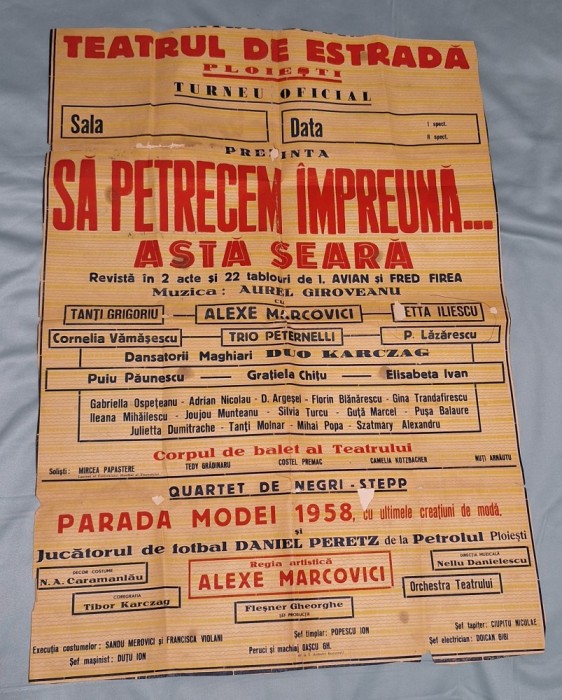 TEATRUL DE ESTRADĂ
PLOIEȘTI
TURNEU OFICIAL
Sala
Data
I spect.
II spect.
PREZINTA
SĂ PETRECEM ÎMPREUNĂ...
ASTĂ SEARĂ
Revistă în 2 acte și 22 tablouri de I. AVIAN și FRED FIREA
Muzica: AUREL GIROVEANU
cu
TANȚI GRIGORIU — ALEXE MARCOVICI — ETTA ILIESCU
Cornelia Vămășescu TRIO PETERNELLI P. Lăzărescu
Dansatorii Maghiari DUO KARCZAG
Puiu Păunescu — Grațiela Chițu — Elisabeta Ivan
Gabriella Ospețeanu - Adrian Nicolau - D. Argeșel - Florin Blănărescu - Gina Trandafirescu
Ileana Mihăilescu - Joujou Munteanu - Silvia Turcu - Guță Marcel - Pușa Balaure
Julietta Dumitrache - Tanți Molnar - Mihai Popa - Szatmary Alexandru
Corpul de balet al Teatrului
Soliști: MIRCEA PAPASTERE TEDY GRĂDINARU COSTEL PREMAC CAMELIA KOTZBACHEN NUTI ARNĂUTU
QUARTET DE NEGRI - STEPP
PARADA MODEI 1958, cu ultimele creațiuni de modă.
și
Jucătorul de fotbal DANIEL PERETZ de la Petrolul Ploiești
DECOR COSTUME
N. A. Caramanlău
COREGRAFIA
Tibor Karczag
Regia artistică
ALEXE MARCOVICI
DIRECȚIA MUZICALĂ
Nellu Danielescu
Orchestra Teatrului
Fleșner Gheorghe
ȘEF PRODUCȚIE
Execuția costumelor: SANDU MEROVICI și FRANCISCA VIOLANI
Șef mașinist: DUȚU ION
Șef tîmplar: POPESCU ION
Peruci și machiaj GAȘCU GH.
Șef tapițer: CIUPITU NICOLAE
Șef electrician: DOICAN BIBI